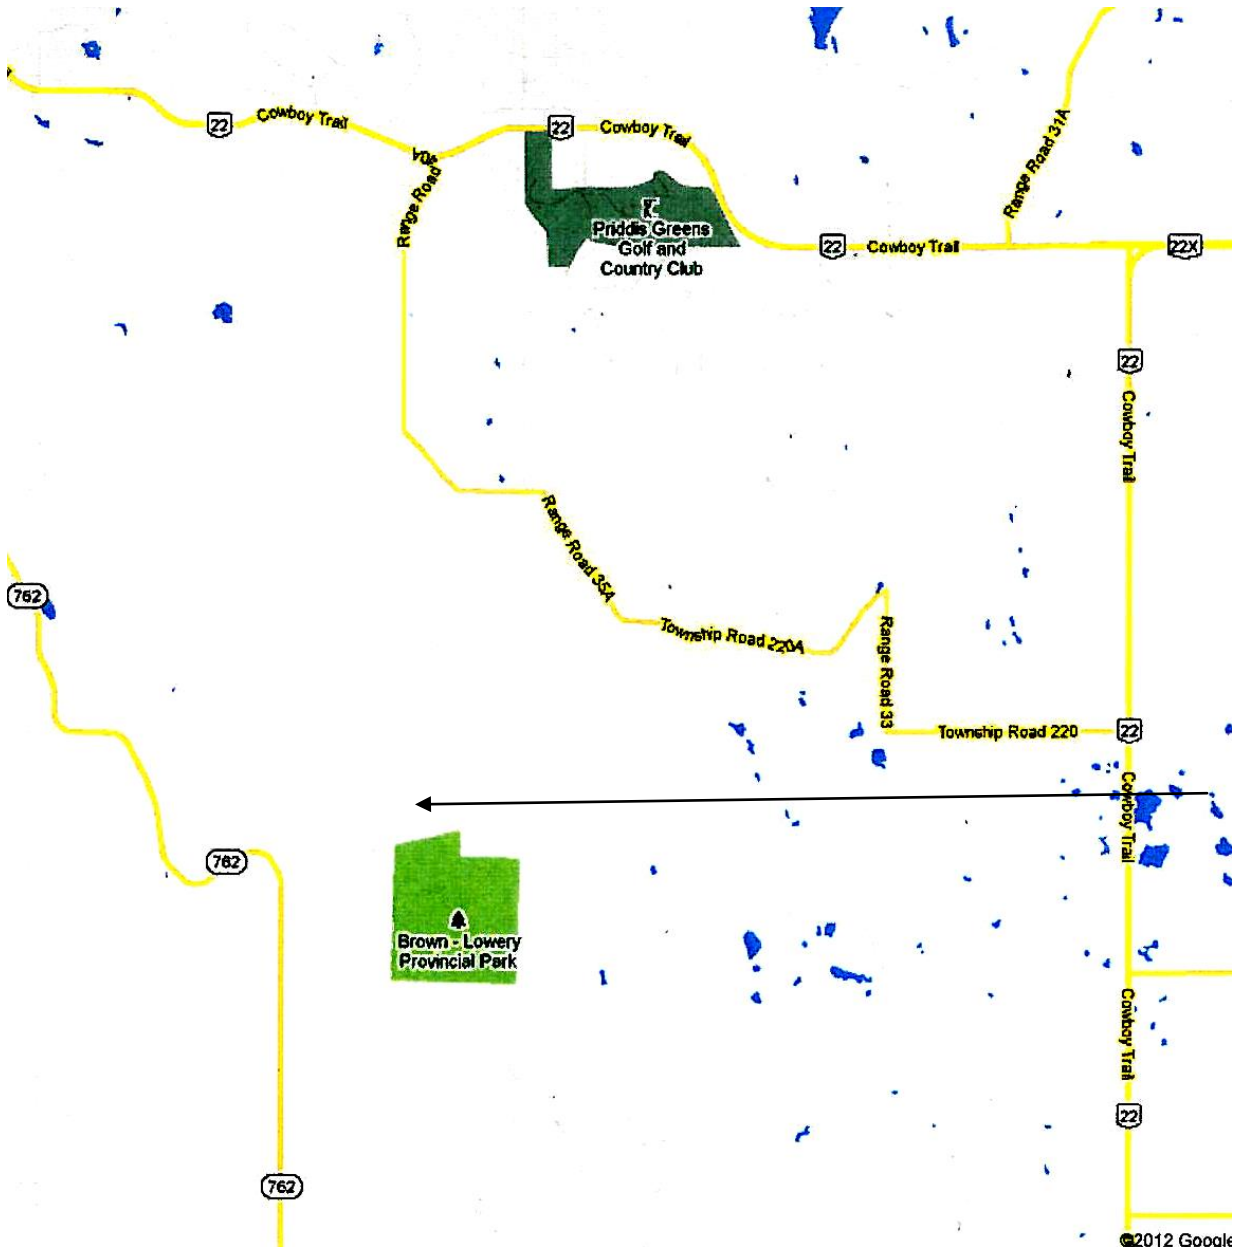 22
Cowboy Trail
22
Cowboy Trail
Range Road 31A
Range Road 40A
Priddis Greens
Golf and
Country Club
22
Cowboy Trail
22X
22
Cowboy Trail
Range Road 35A
762
Township Road 220A
Range Road 33
Township Road 220
22
Cowboy Trail
762
Brown - Lowery
Provincial Park
Cowboy Trail
22
762
©2012 Google